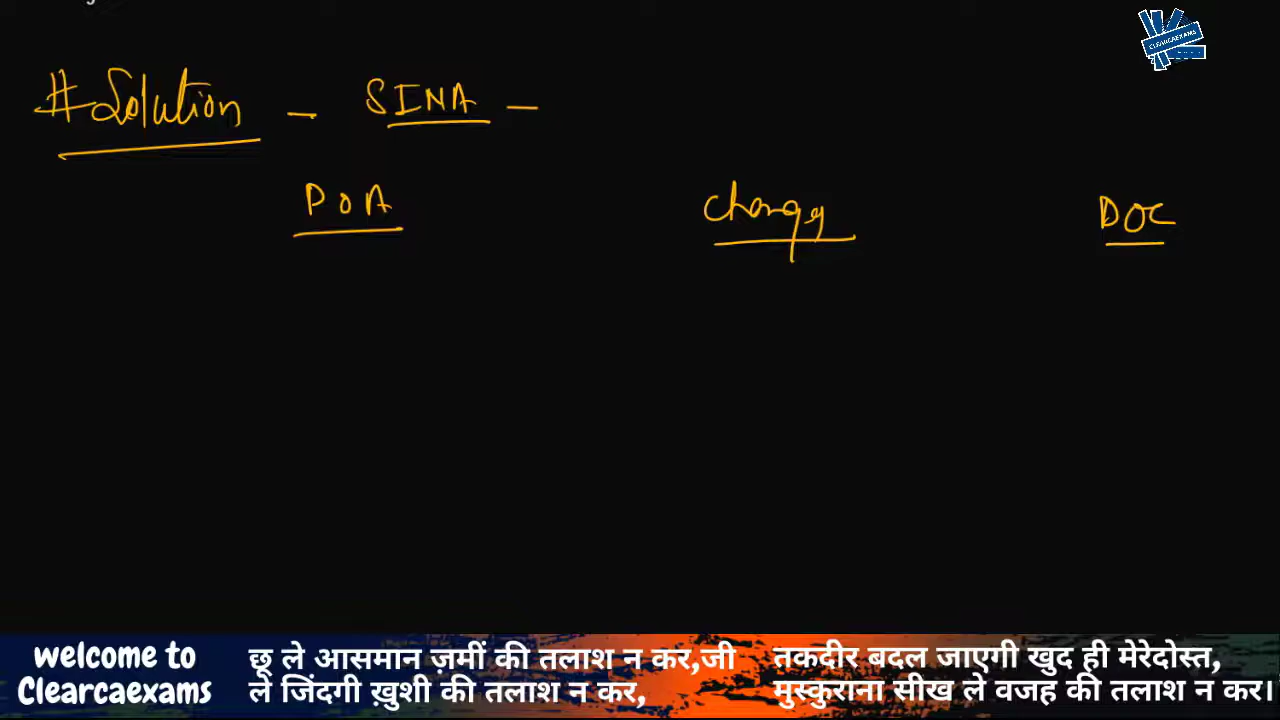 CLEARCAEXAMS
#Solution - SINA -
POA
DOC
welcome to
Clearcaexams
छू ले आसमान ज़मीं की तलाश न कर,जी
ले जिंदगी ख़ुशी की तलाश न कर,
तकदीर बदल जाएगी खुद ही मेरेदोस्त,
मुस्कुराना सीख ले वजह की तलाश न कर।